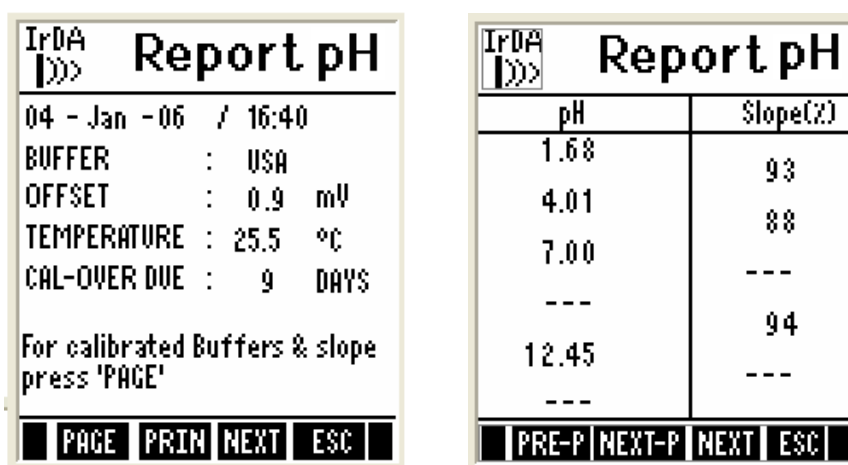 IrDA
Report pH
04 - Jan - 06 / 16:40
BUFFER : USA
OFFSET : 0.9 mV
TEMPERATURE : 25.5 ºC
CAL-OVER DUE : 9 DAYS
For calibrated Buffers & slope
press 'PAGE'
PAGE PRIN NEXT ESC
IrDA
Report pH
pH Slope(%)
1.68
93
4.01
88
7.00
---
---
94
12.45
---
---
PRE-P NEXT-P NEXT ESC